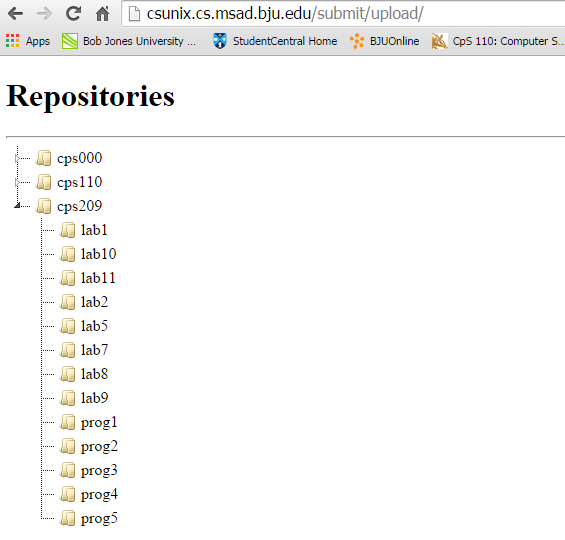 csunix.cs.msad.bju.edu/submit/upload/
Apps Bob Jones University ... StudentCentral Home BJUOnline CpS 110: Computer S...
Repositories
cps000
cps110
cps209
lab1
lab10
lab11
lab2
lab5
lab7
lab8
lab9
prog1
prog2
prog3
prog4
prog5